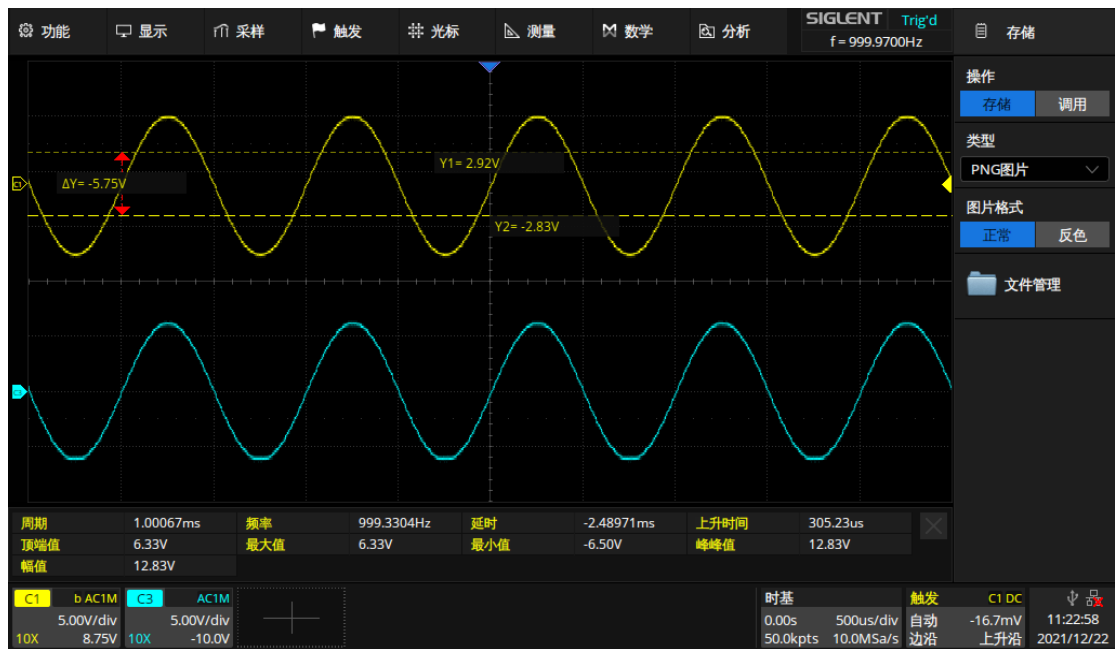 功能 显示 采样 触发 光标 测量 数学 分析 SIGLENT Trig'd 存储
f = 999.9700Hz
操作
存储 调用
类型
PNG图片
图片格式
正常 反色
文件管理
Y1= 2.92V
ΔY= -5.75V
Y2= -2.83V
周期 1.00067ms 频率 999.3304Hz 延时 -2.48971ms 上升时间 305.23us
顶端值 6.33V 最大值 6.33V 最小值 -6.50V 峰峰值 12.83V
幅值 12.83V
C1 b AC1M C3 AC1M 时基 触发 C1 DC
5.00V/div 5.00V/div 0.00s 500us/div 自动 -16.7mV 11:22:58
10X 8.75V 10X -10.0V 50.0kpts 10.0MSa/s 边沿 上升沿 2021/12/22